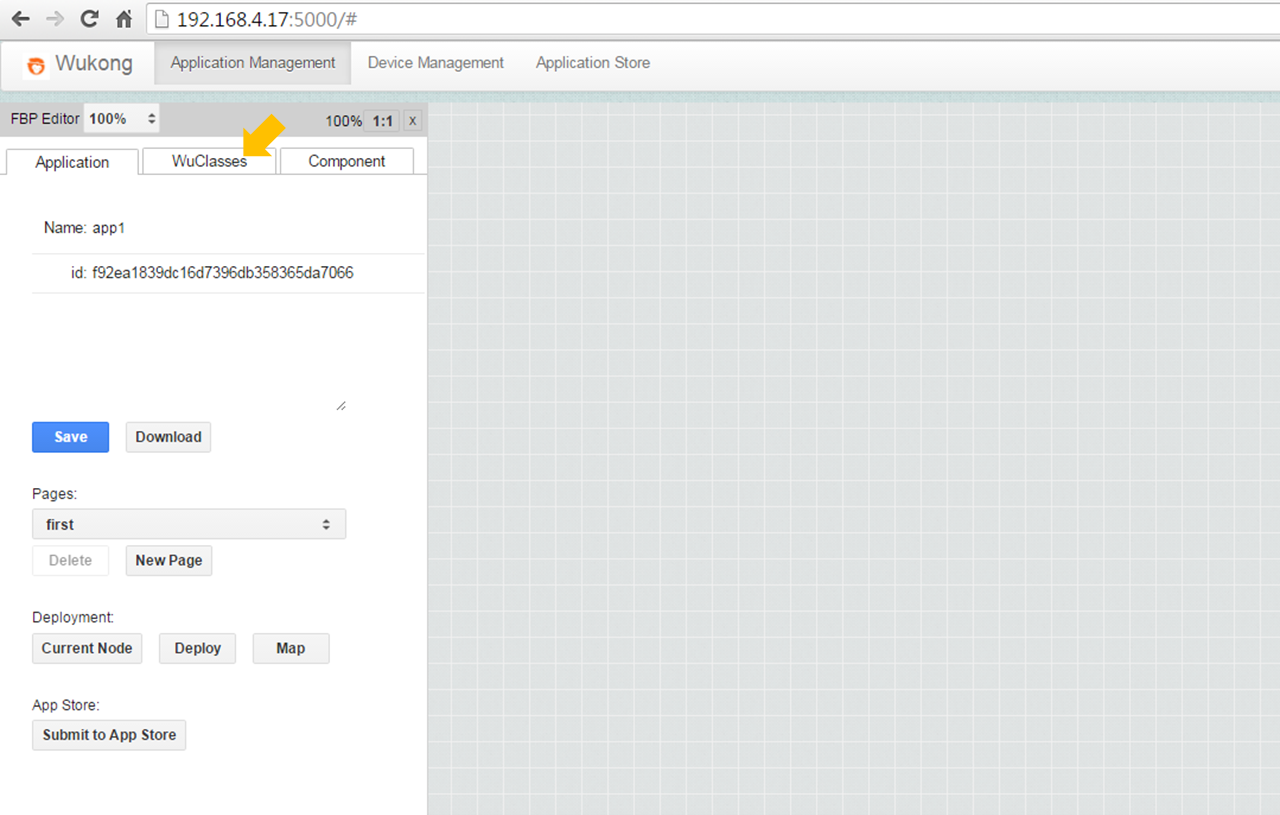 192.168.4.17:5000/#
Wukong Application Management Device Management Application Store
FBP Editor 100% 100% 1:1 x
Application WuClasses Component
Name: app1
id: f92ea1839dc16d7396db358365da7066
Save Download
Pages:
first
Delete New Page
Deployment:
Current Node Deploy Map
App Store:
Submit to App Store